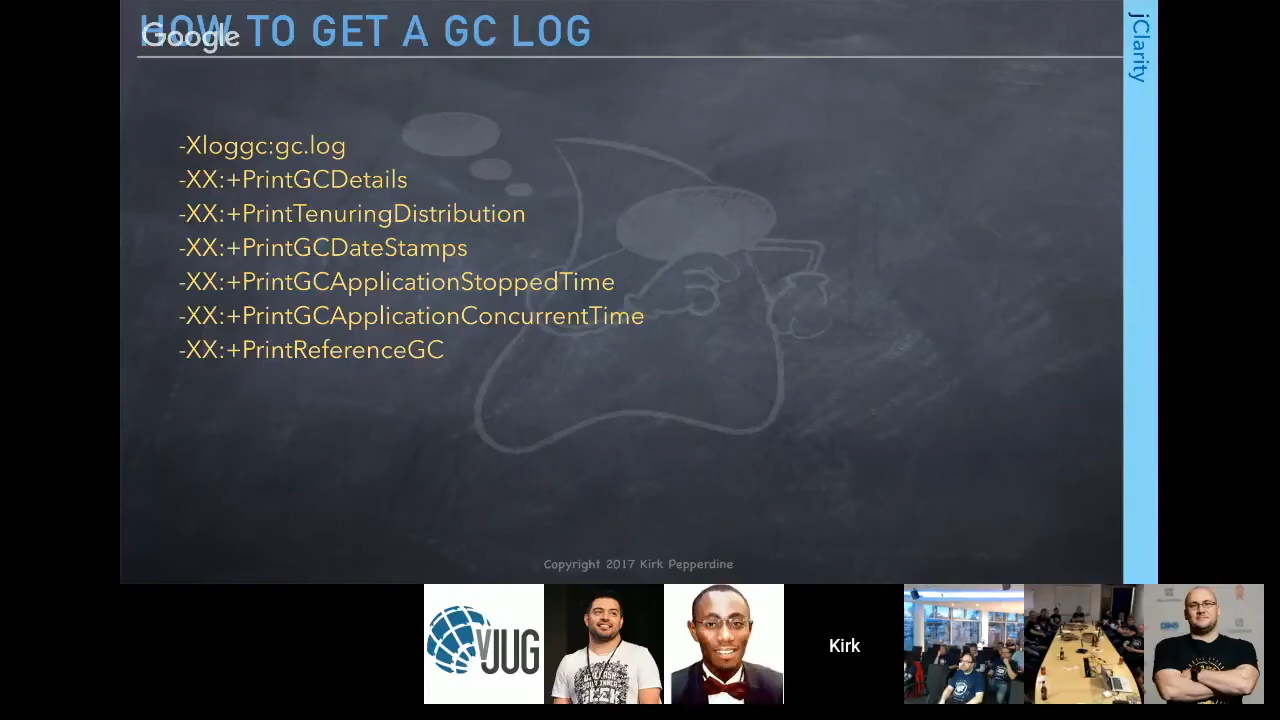 HOW TO GET A GC LOG
Google
jClarity
-Xloggc:gc.log
-XX:+PrintGCDetails
-XX:+PrintTenuringDistribution
-XX:+PrintGCDateStamps
-XX:+PrintGCApplicationStoppedTime
-XX:+PrintGCApplicationConcurrentTime
-XX:+PrintReferenceGC
Copyright 2017 Kirk Pepperdine
vJUG
Kirk